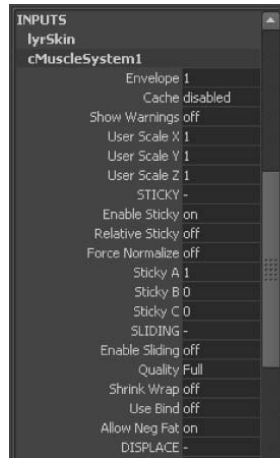 INPUTS
lyrSkin
cMuscleSystem1
Envelope 1
Cache disabled
Show Warnings off
User Scale X 1
User Scale Y 1
User Scale Z 1
STICKY -
Enable Sticky on
Relative Sticky off
Force Normalize off
Sticky A 1
Sticky B 0
Sticky C 0
SLIDING -
Enable Sliding off
Quality Full
Shrink Wrap off
Use Bind off
Allow Neg Fat on
DISPLACE -